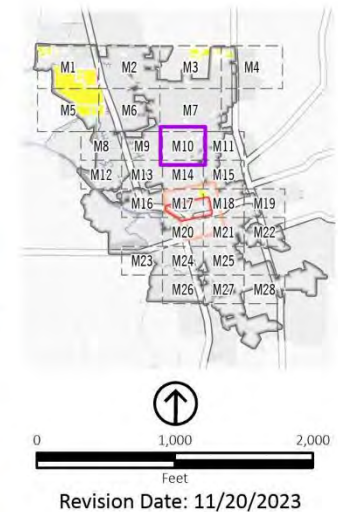 M1 M2 M3 M4
M5 M6 M7
M8 M9 M10 M11
M12 M13 M14 M15
M16 M17 M18 M19
M20 M21 M22
M23 M24 M25
M26 M27 M28
0 1,000 2,000
Feet
Revision Date: 11/20/2023